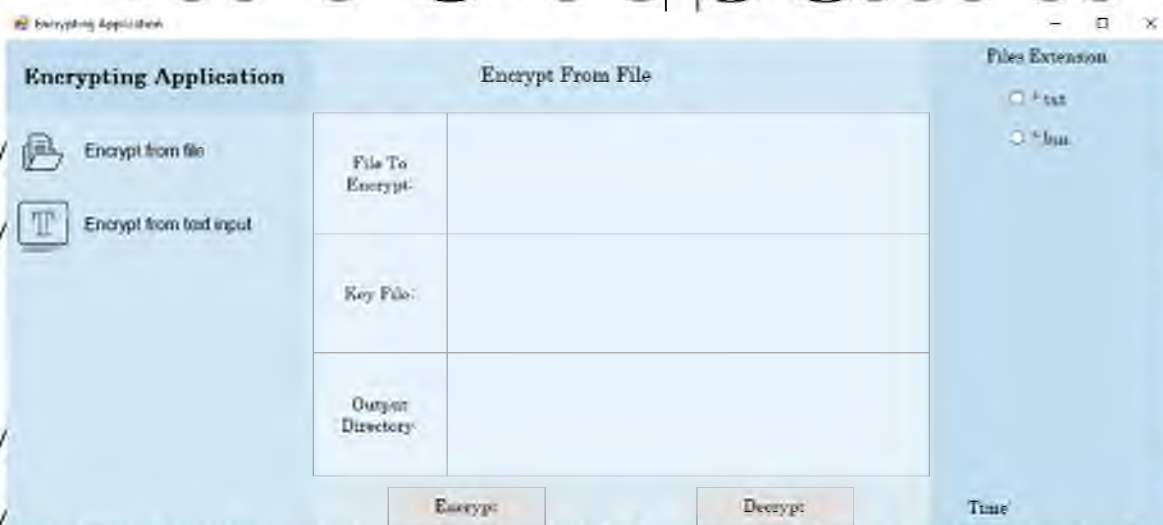 Encrypting Application
Encrypting Application
Encrypt from file
Encrypt from text input
Encrypt From File
File To
Encrypt:
Key File:
Output
Directory
Encrypt
Decrypt
Files Extension
*.txt
Time